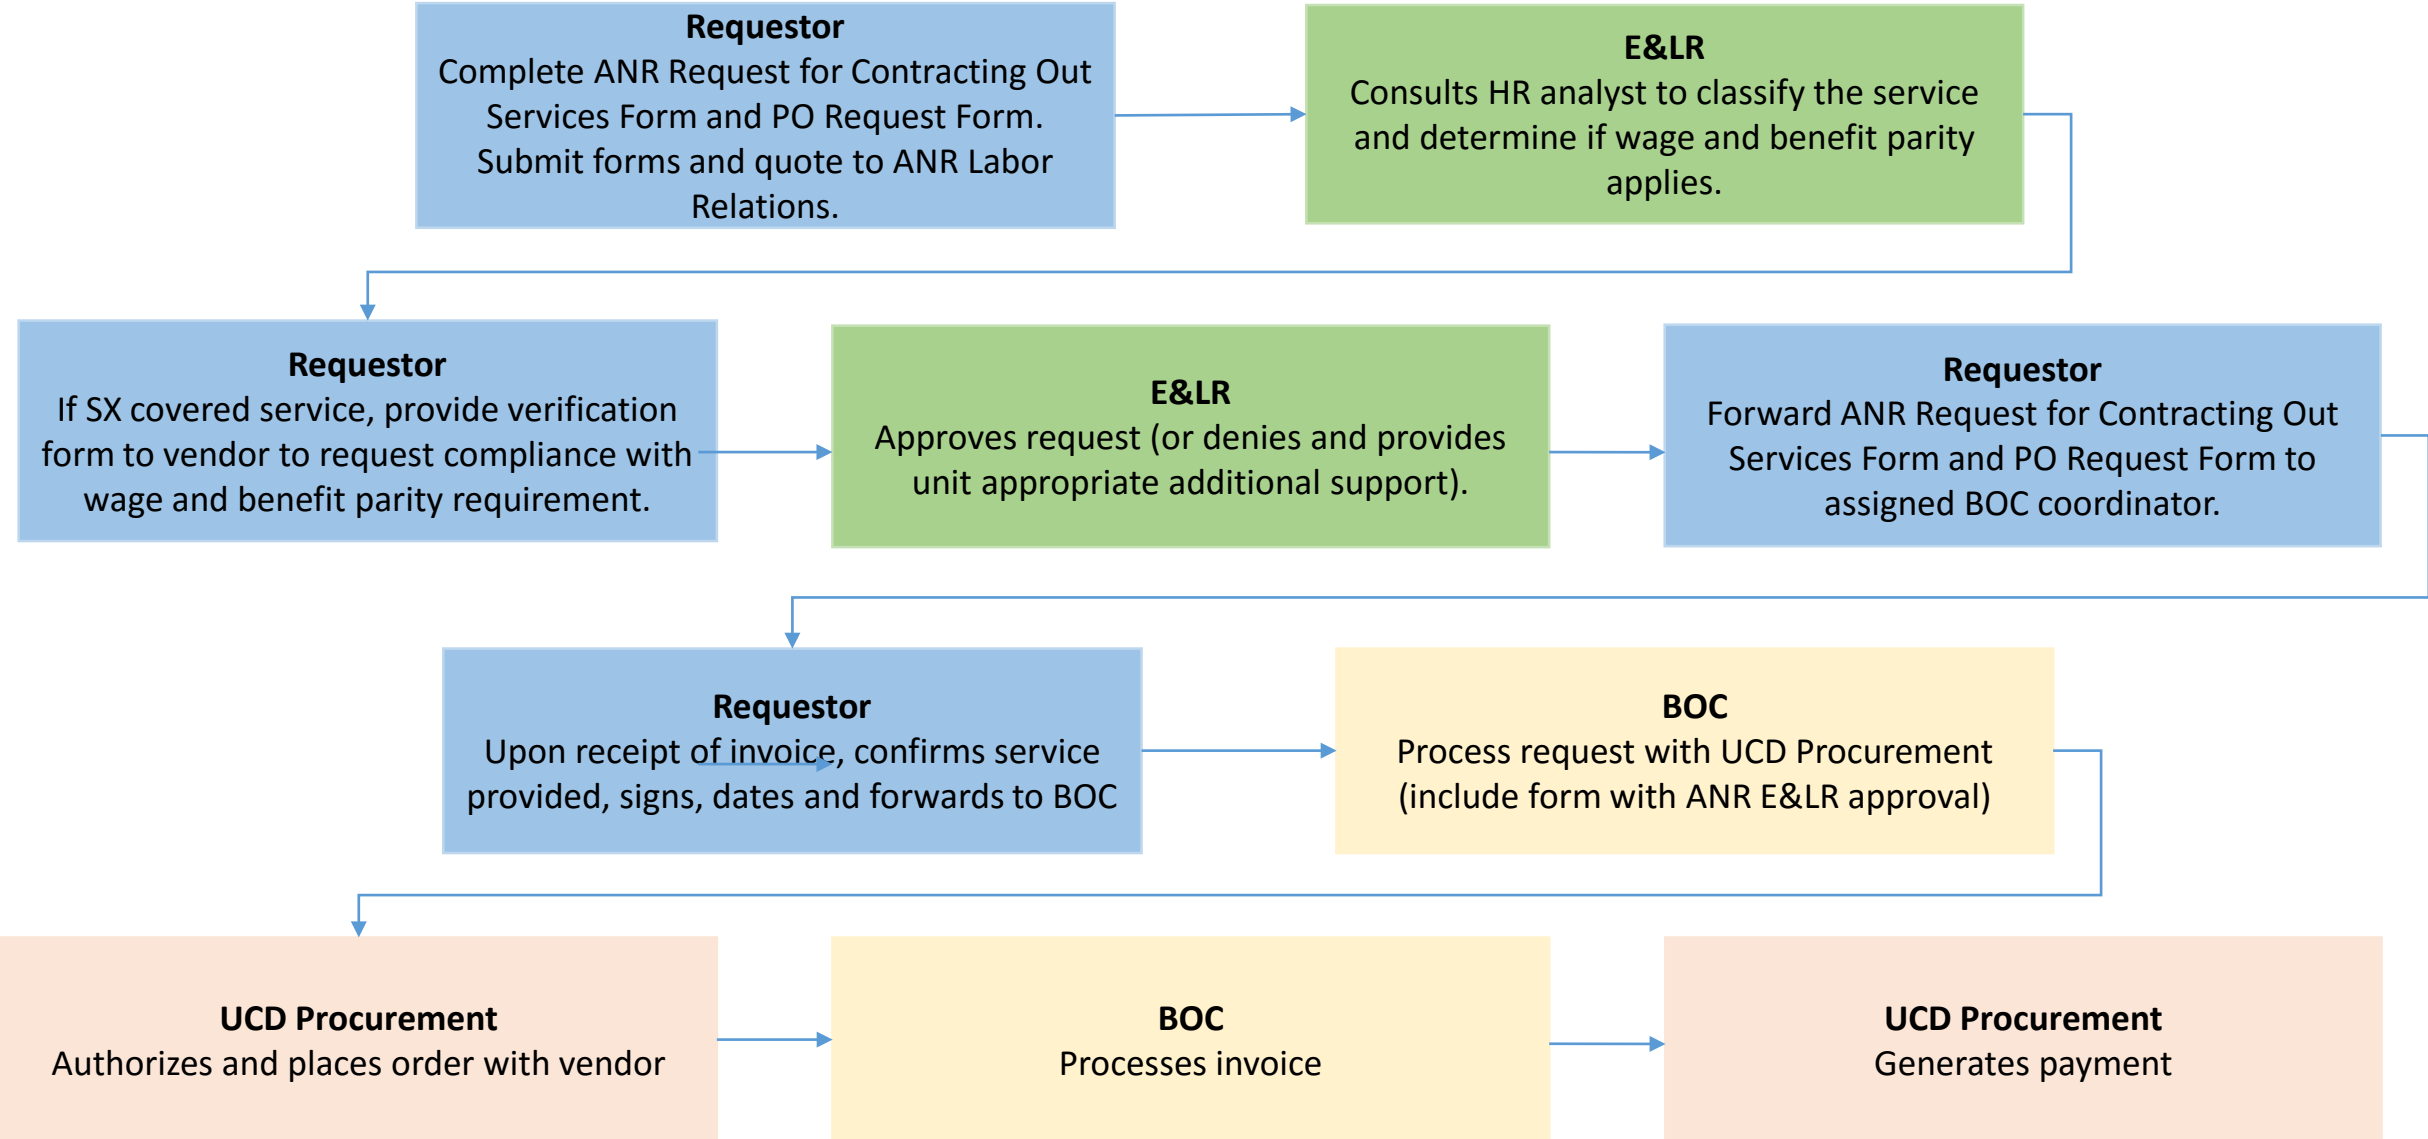 Requestor
Complete ANR Request for Contracting Out
Services Form and PO Request Form.
Submit forms and quote to ANR Labor
Relations.
E&LR
Consults HR analyst to classify the service
and determine if wage and benefit parity
applies.
Requestor
If SX covered service, provide verification
form to vendor to request compliance with
wage and benefit parity requirement.
E&LR
Approves request (or denies and provides
unit appropriate additional support).
Requestor
Forward ANR Request for Contracting Out
Services Form and PO Request Form to
assigned BOC coordinator.
Requestor
Upon receipt of invoice, confirms service
provided, signs, dates and forwards to BOC
BOC
Process request with UCD Procurement
(include form with ANR E&LR approval)
UCD Procurement
Authorizes and places order with vendor
BOC
Processes invoice
UCD Procurement
Generates payment